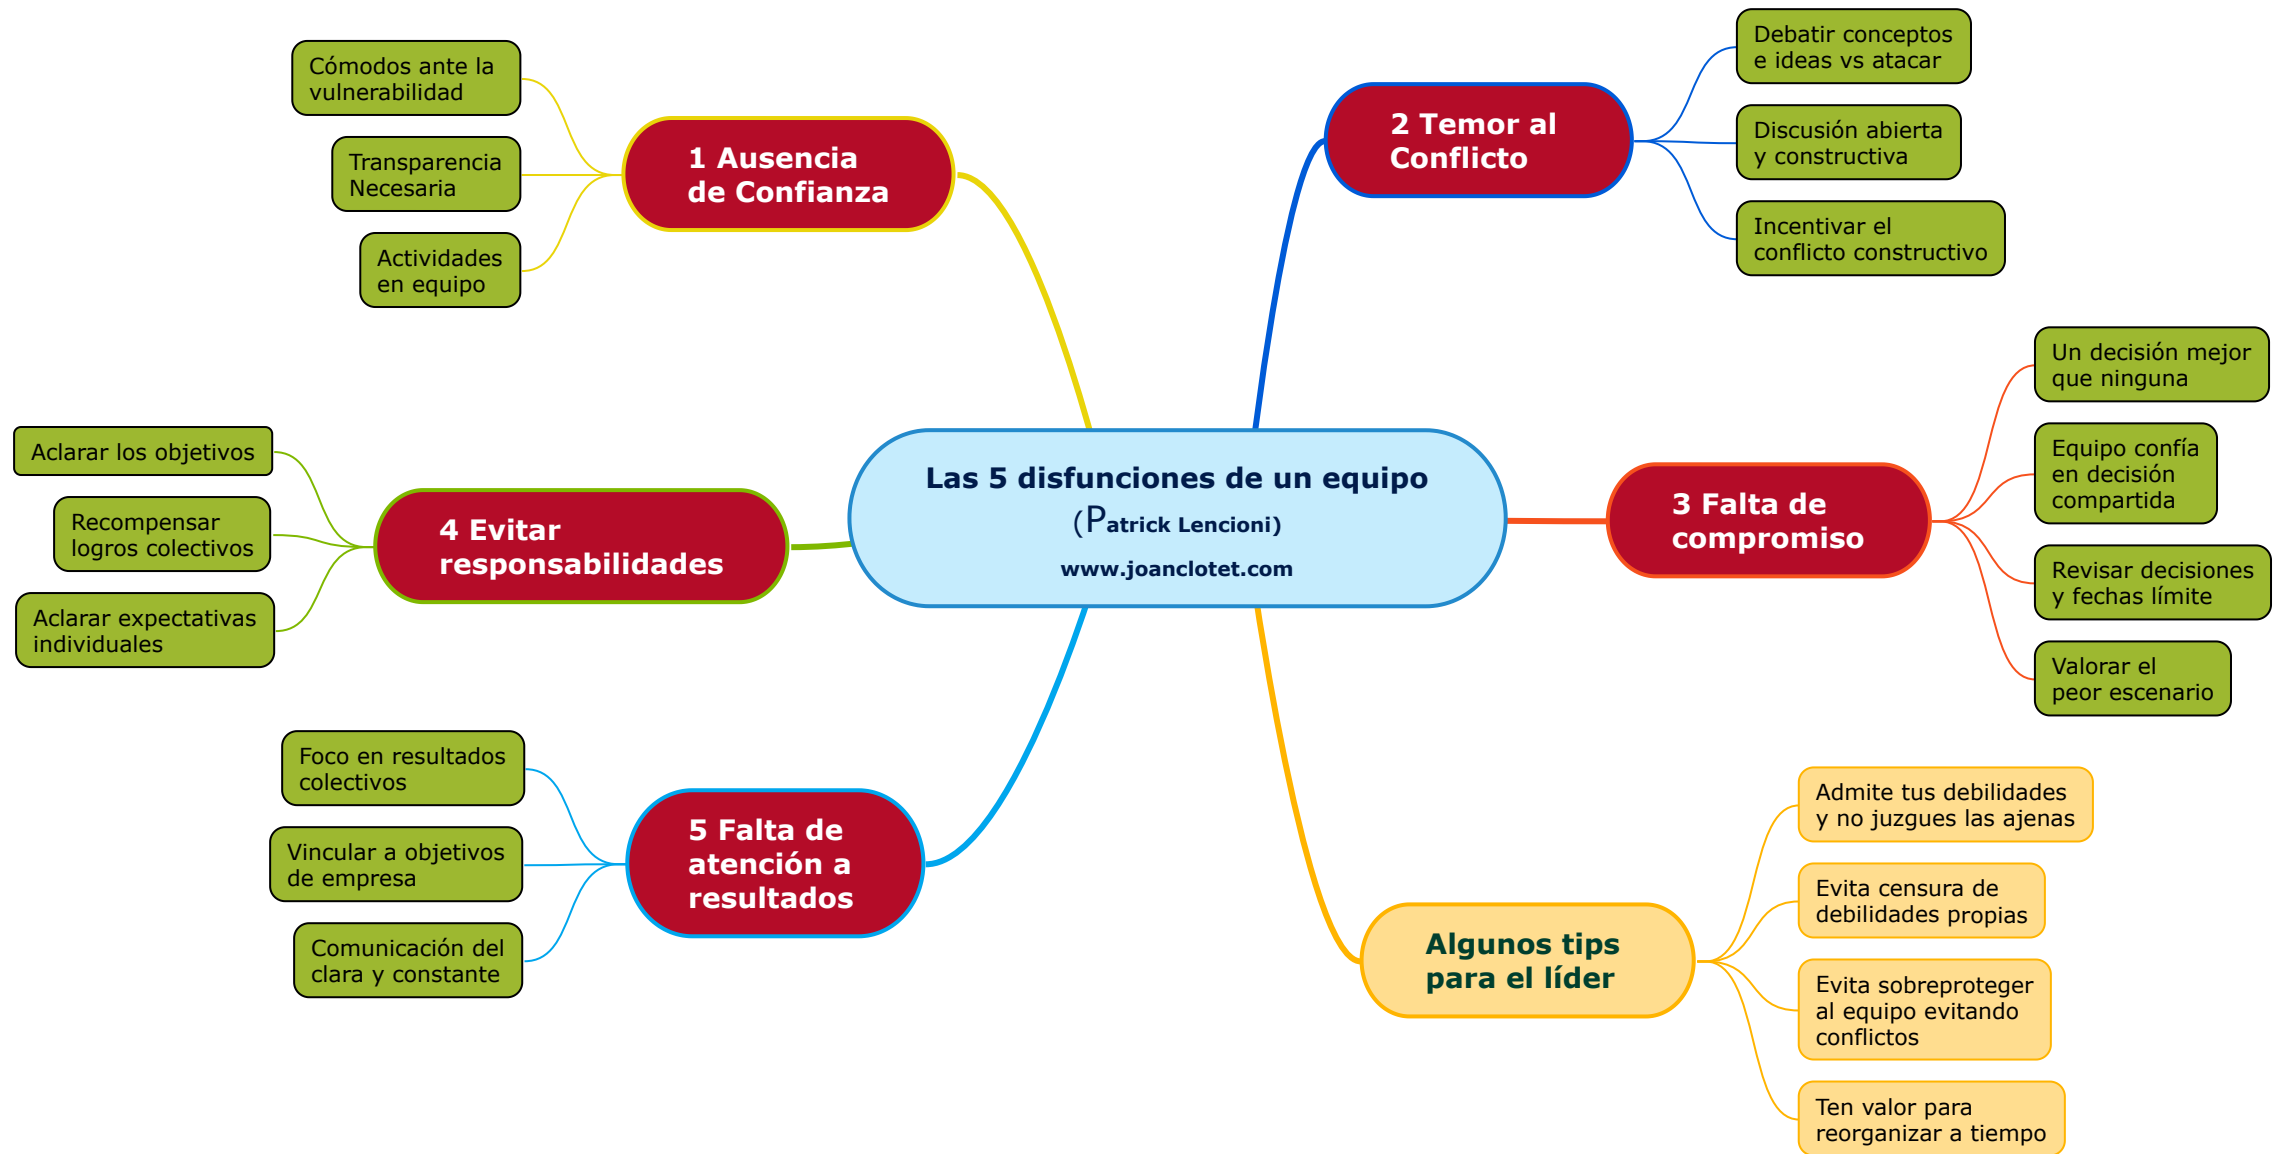 Las 5 disfunciones de un equipo
(Patrick Lencioni)
www.joanclotet.com
1 Ausencia
de Confianza
Cómodos ante la
vulnerabilidad
Transparencia
Necesaria
Actividades
en equipo
2 Temor al
Conflicto
Debatir conceptos
e ideas vs atacar
Discusión abierta
y constructiva
Incentivar el
conflicto constructivo
3 Falta de
compromiso
Un decisión mejor
que ninguna
Equipo confía
en decisión
compartida
Revisar decisiones
y fechas límite
Valorar el
peor escenario
4 Evitar
responsabilidades
Aclarar los objetivos
Recompensar
logros colectivos
Aclarar expectativas
individuales
5 Falta de
atención a
resultados
Foco en resultados
colectivos
Vincular a objetivos
de empresa
Comunicación del
clara y constante
Algunos tips
para el líder
Admite tus debilidades
y no juzgues las ajenas
Evita censura de
debilidades propias
Evita sobreproteger
al equipo evitando
conflictos
Ten valor para
reorganizar a tiempo